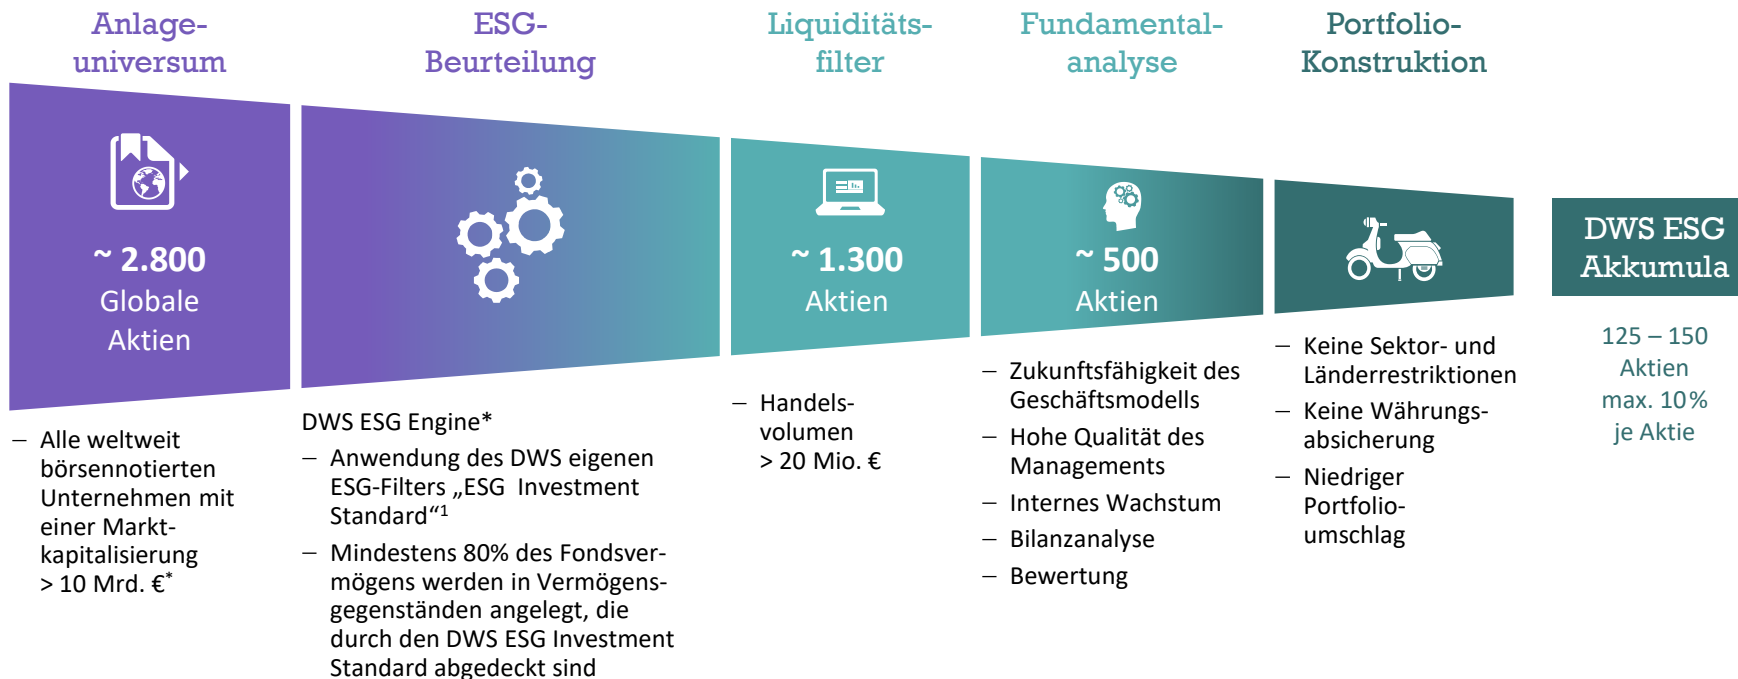 Anlage-
universum
ESG-
Beurteilung
Liquiditäts-
filter
Fundamental-
analyse
Portfolio-
Konstruktion
~ 2.800
Globale
Aktien
~ 1.300
Aktien
~ 500
Aktien
DWS ESG
Akkumula
– Alle weltweit
börsennotierten
Unternehmen mit
einer Markt-
kapitalisierung
> 10 Mrd. €*
DWS ESG Engine*
– Anwendung des DWS eigenen
ESG-Filters „ESG Investment
Standard“¹
– Mindestens 80% des Fondsver-
mögens werden in Vermögens-
gegenständen angelegt, die
durch den DWS ESG Investment
Standard abgedeckt sind
– Handels-
volumen
> 20 Mio. €
– Zukunftsfähigkeit des
Geschäftsmodells
– Hohe Qualität des
Managements
– Internes Wachstum
– Bilanzanalyse
– Bewertung
– Keine Sektor- und
Länderrestriktionen
– Keine Währungs-
absicherung
– Niedriger
Portfolio-
umschlag
125 – 150
Aktien
max. 10%
je Aktie